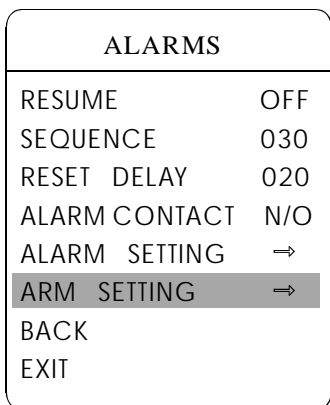 ALARMS
RESUME OFF
SEQUENCE 030
RESET DELAY 020
ALARM CONTACT N/O
ALARM SETTING ⇒
ARM SETTING ⇒
BACK
EXIT